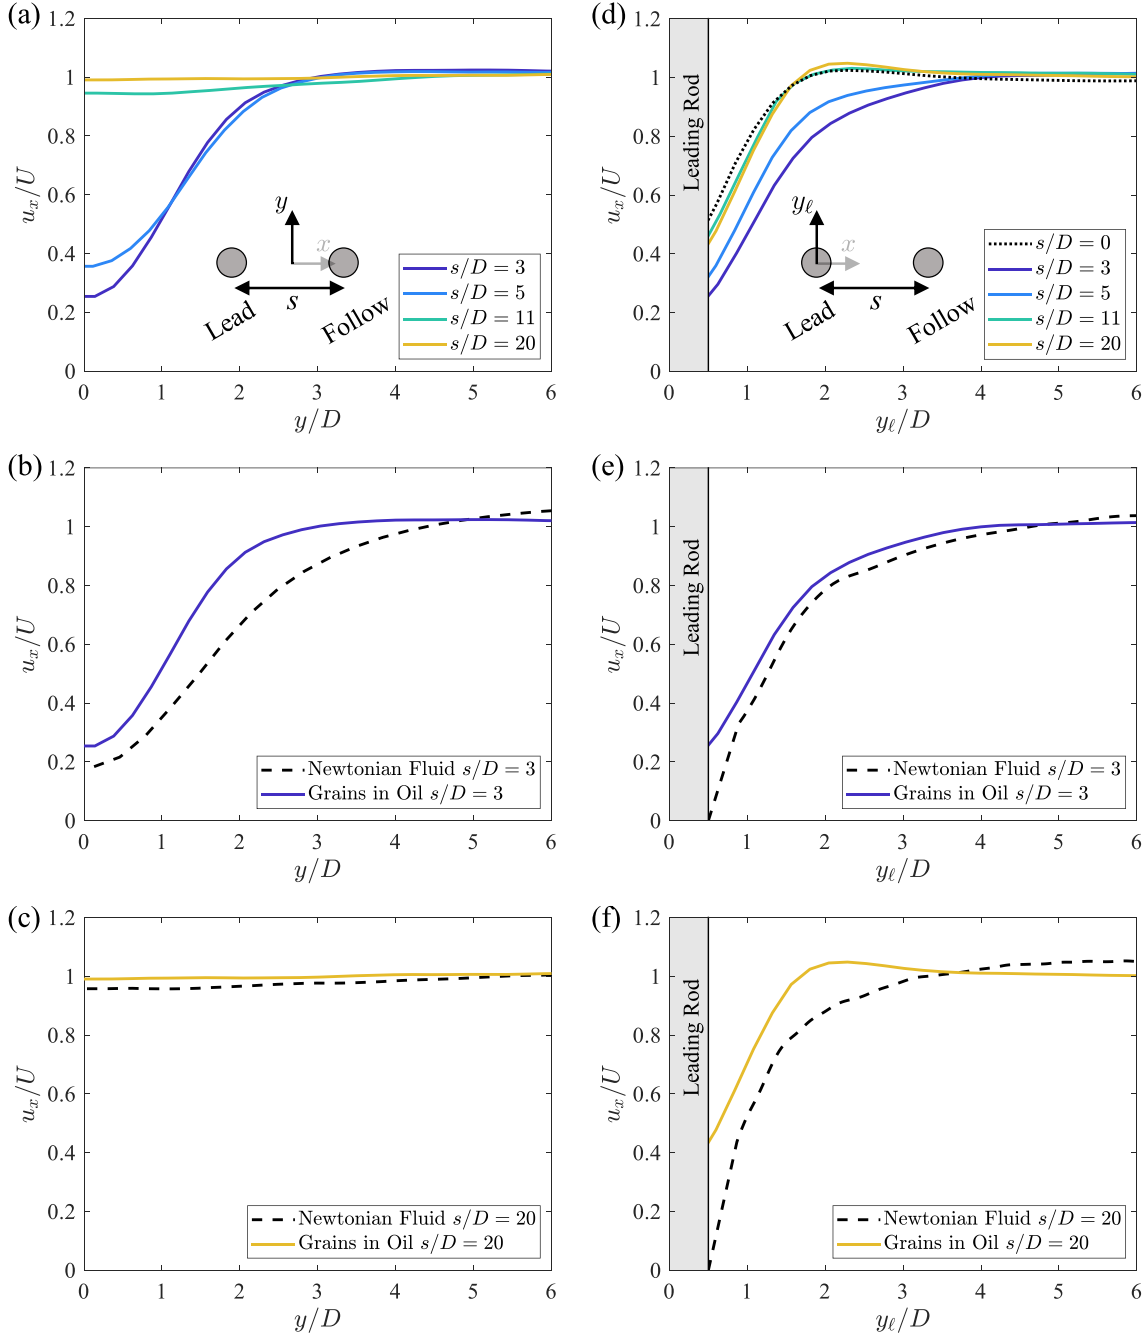 (a)
1.2
1
0.8
0.6
0.4
0.2
0
u_x/U
y
x
s
Lead
Follow
s/D = 3
s/D = 5
s/D = 11
s/D = 20
0 1 2 3 4 5 6
y/D
(d)
1.2
1
0.8
0.6
0.4
0.2
0
u_x/U
Leading Rod
y_ℓ
x
s
Lead
Follow
s/D = 0
s/D = 3
s/D = 5
s/D = 11
s/D = 20
0 1 2 3 4 5 6
y_ℓ/D
(b)
1.2
1
0.8
0.6
0.4
0.2
0
u_x/U
Newtonian Fluid s/D = 3
Grains in Oil s/D = 3
0 1 2 3 4 5 6
y/D
(e)
1.2
1
0.8
0.6
0.4
0.2
0
u_x/U
Leading Rod
Newtonian Fluid s/D = 3
Grains in Oil s/D = 3
0 1 2 3 4 5 6
y_ℓ/D
(c)
1.2
1
0.8
0.6
0.4
0.2
0
u_x/U
Newtonian Fluid s/D = 20
Grains in Oil s/D = 20
0 1 2 3 4 5 6
y/D
(f)
1.2
1
0.8
0.6
0.4
0.2
0
u_x/U
Leading Rod
Newtonian Fluid s/D = 20
Grains in Oil s/D = 20
0 1 2 3 4 5 6
y_ℓ/D